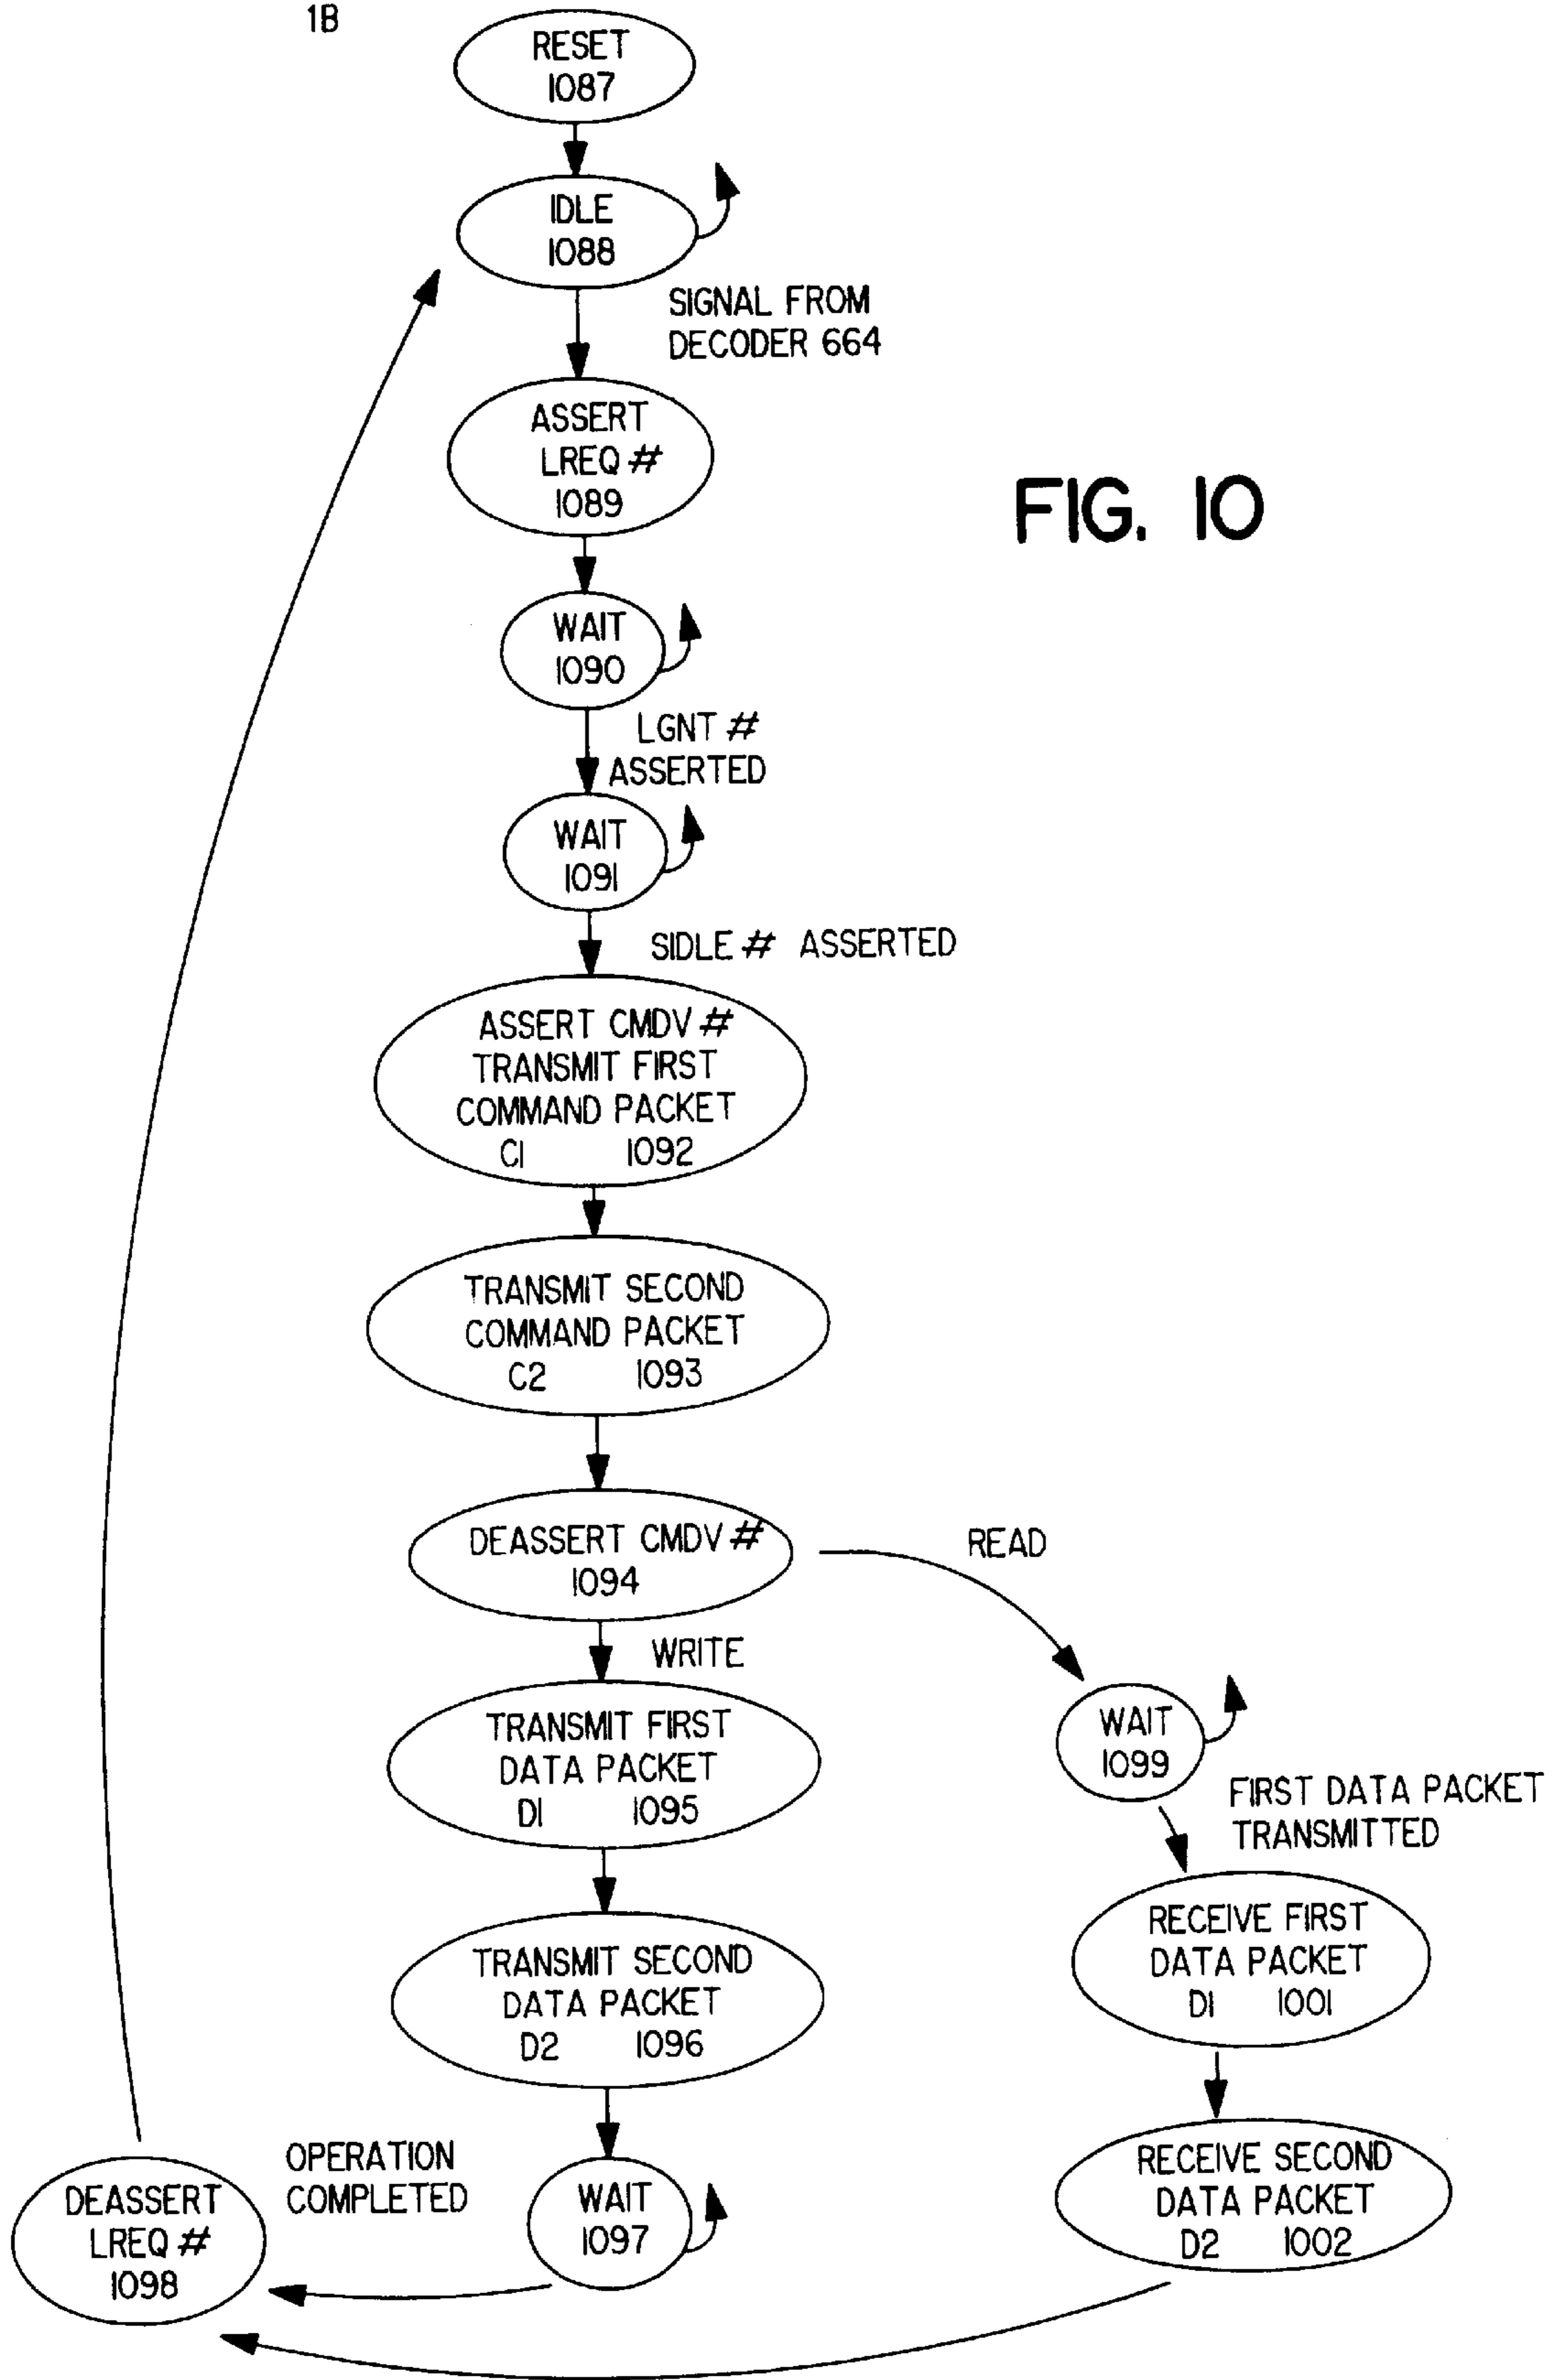 1B
RESET
1087
IDLE
1088
SIGNAL FROM
DECODER 664
ASSERT
LREQ #
1089
FIG. 10
WAIT
1090
LGNT #
ASSERTED
WAIT
1091
SIDLE # ASSERTED
ASSERT CMDV #
TRANSMIT FIRST
COMMAND PACKET
C1 1092
TRANSMIT SECOND
COMMAND PACKET
C2 1093
DEASSERT CMDV #
1094
READ
WRITE
TRANSMIT FIRST
DATA PACKET
D1 1095
WAIT
1099
FIRST DATA PACKET
TRANSMITTED
RECEIVE FIRST
DATA PACKET
D1 1001
TRANSMIT SECOND
DATA PACKET
D2 1096
RECEIVE SECOND
DATA PACKET
D2 1002
WAIT
1097
OPERATION
COMPLETED
DEASSERT
LREQ #
1098